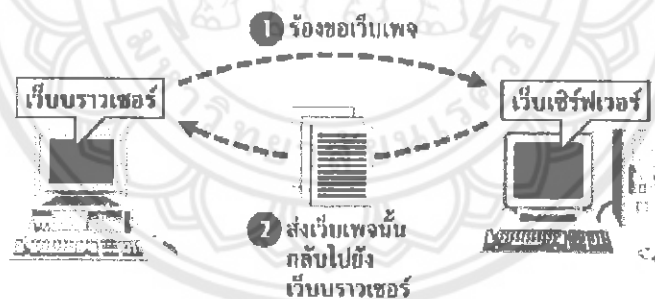 1 ร้องขอเว็บเพจ
เว็บบราวเซอร์
เว็บเซิร์ฟเวอร์
2 ส่งเว็บเพจนั้น
กลับไปยัง
เว็บบราวเซอร์